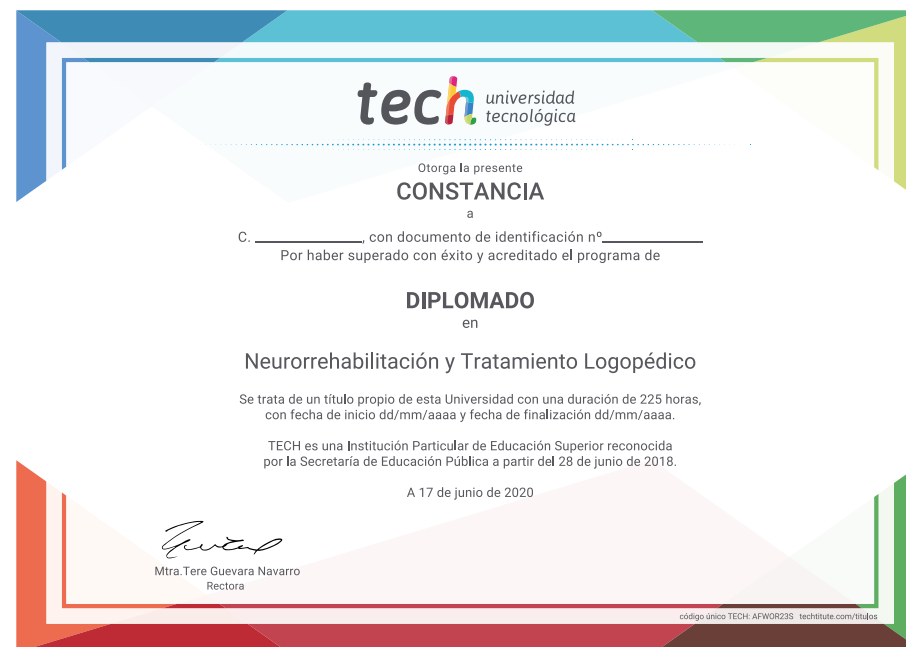 tech universidad
tecnológica
Otorga la presente
CONSTANCIA
a
C. ______________, con documento de identificación nº_____________
Por haber superado con éxito y acreditado el programa de
DIPLOMADO
en
Neurorrehabilitación y Tratamiento Logopédico
Se trata de un título propio de esta Universidad con una duración de 225 horas,
con fecha de inicio dd/mm/aaaa y fecha de finalización dd/mm/aaaa.
TECH es una Institución Particular de Educación Superior reconocida
por la Secretaría de Educación Pública a partir del 28 de junio de 2018.
A 17 de junio de 2020
Mtra.Tere Guevara Navarro
Rectora
código único TECH: AFWOR23S techtitute.com/titulos